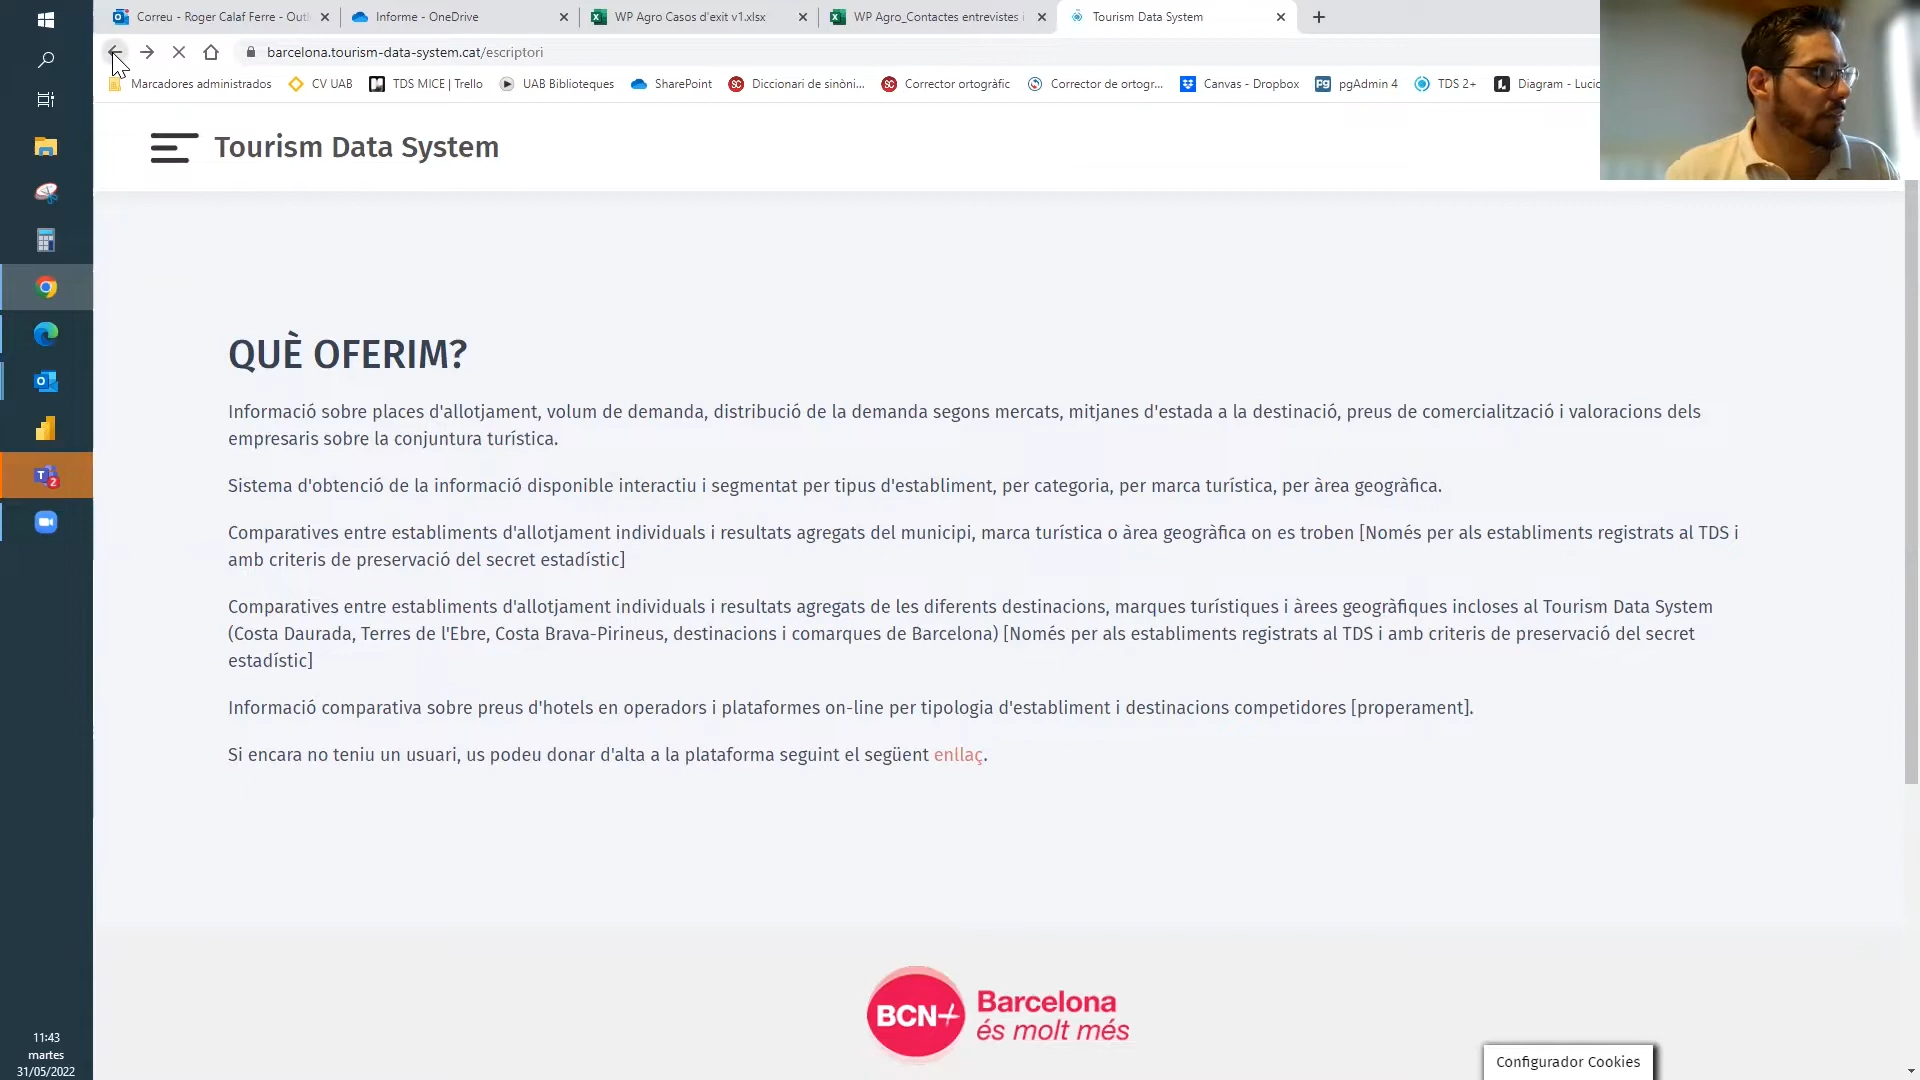 Correu - Roger Calaf Ferre - Out
Informe - OneDrive
WP Agro Casos d'exit v1.xlsx
WP Agro_Contactes entrevistes i
Tourism Data System
barcelona.tourism-data-system.cat/escriptori
Marcadores administrados
CV UAB
TDS MICE | Trello
UAB Biblioteques
SharePoint
Diccionari de sinòni...
Corrector ortogràfic
Corrector de ortogr...
Canvas - Dropbox
pgAdmin 4
TDS 2+
Diagram - Lucic
Tourism Data System
QUÈ OFERIM?
Informació sobre places d'allotjament, volum de demanda, distribució de la demanda segons mercats, mitjanes d'estada a la destinació, preus de comercialització i valoracions dels
empresaris sobre la conjuntura turística.
Sistema d'obtenció de la informació disponible interactiu i segmentat per tipus d'establiment, per categoria, per marca turística, per àrea geogràfica.
Comparatives entre establiments d'allotjament individuals i resultats agregats del municipi, marca turística o àrea geogràfica on es troben [Només per als establiments registrats al TDS i
amb criteris de preservació del secret estadístic]
Comparatives entre establiments d'allotjament individuals i resultats agregats de les diferents destinacions, marques turístiques i àrees geogràfiques incloses al Tourism Data System
(Costa Daurada, Terres de l'Ebre, Costa Brava-Pirineus, destinacions i comarques de Barcelona) [Només per als establiments registrats al TDS i amb criteris de preservació del secret
estadístic]
Informació comparativa sobre preus d'hotels en operadors i plataformes on-line per tipologia d'establiment i destinacions competidores [properament].
Si encara no teniu un usuari, us podeu donar d'alta a la plataforma seguint el següent enllaç.
BCN+
Barcelona
és molt més
Configurador Cookies
11:43
martes
31/05/2022